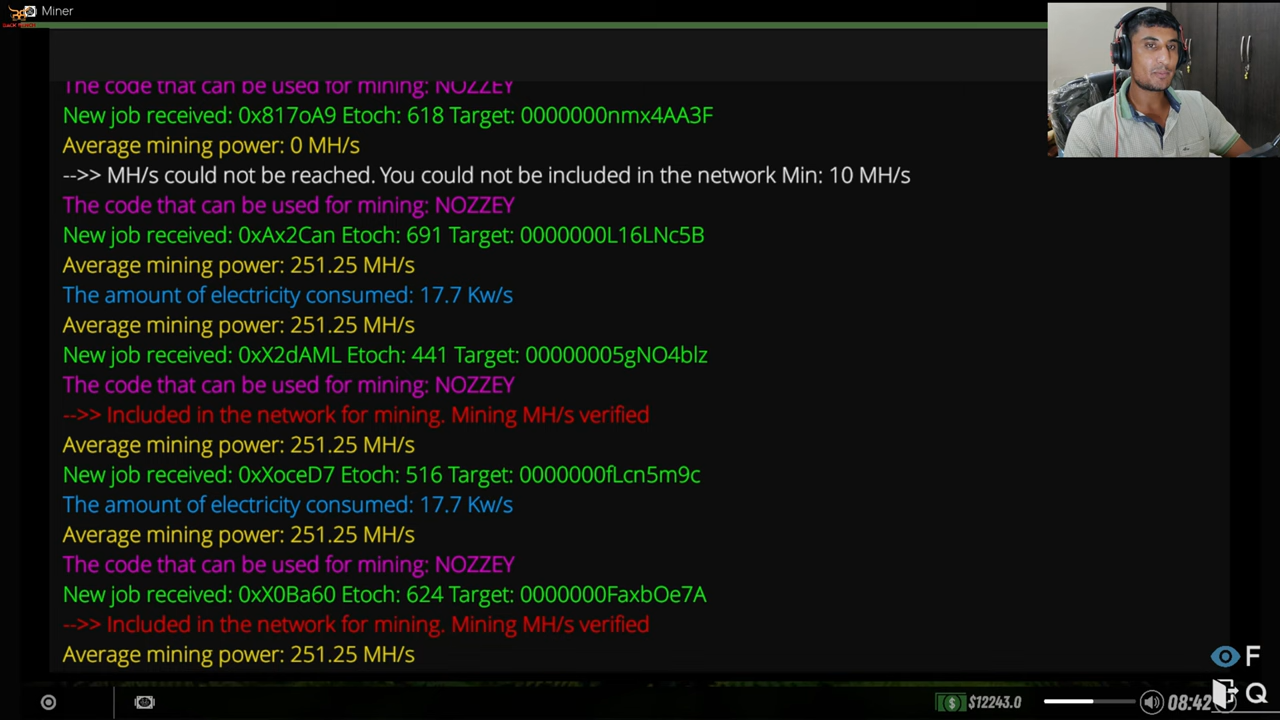 Miner
The code that can be used for mining: NOZZEY
New job received: 0x817oA9 Etoch: 618 Target: 0000000nmx4AA3F
Average mining power: 0 MH/s
-->> MH/s could not be reached. You could not be included in the network Min: 10 MH/s
The code that can be used for mining: NOZZEY
New job received: 0xAx2Can Etoch: 691 Target: 0000000L16LNc5B
Average mining power: 251.25 MH/s
The amount of electricity consumed: 17.7 Kw/s
Average mining power: 251.25 MH/s
New job received: 0xX2dAML Etoch: 441 Target: 00000005gNO4blz
The code that can be used for mining: NOZZEY
-->> Included in the network for mining. Mining MH/s verified
Average mining power: 251.25 MH/s
New job received: 0xXoceD7 Etoch: 516 Target: 0000000fLcn5m9c
The amount of electricity consumed: 17.7 Kw/s
Average mining power: 251.25 MH/s
The code that can be used for mining: NOZZEY
New job received: 0xX0Ba60 Etoch: 624 Target: 0000000FaxbOe7A
-->> Included in the network for mining. Mining MH/s verified
Average mining power: 251.25 MH/s
F
$12243.0
08:42
Q